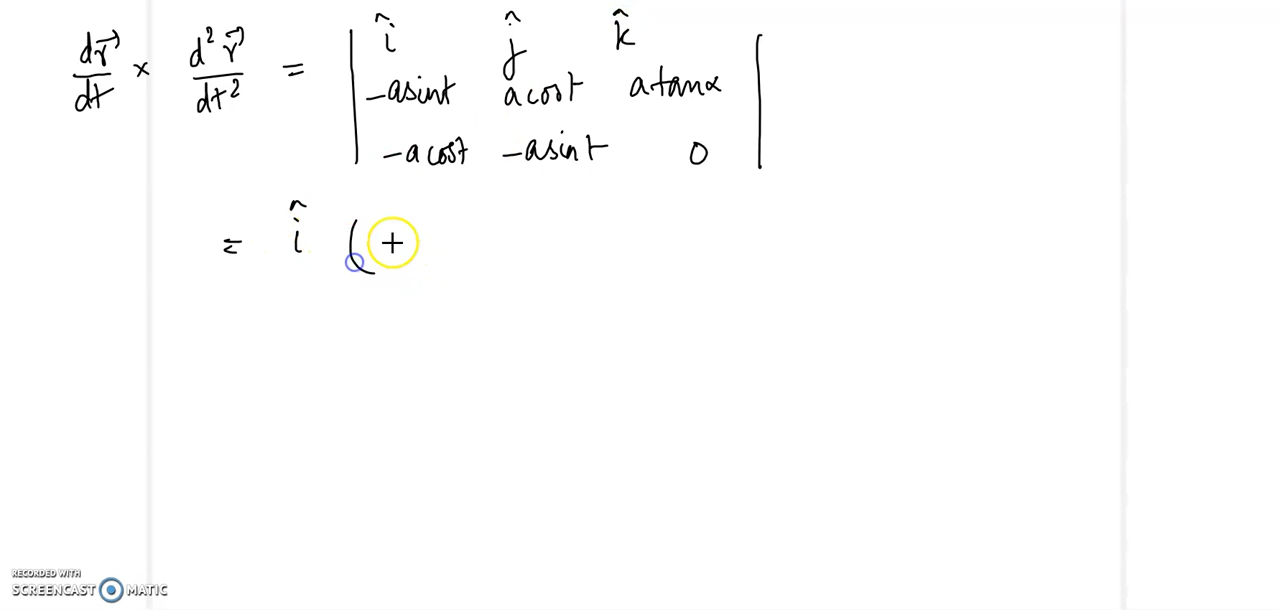 dr⃗/dt × d²r⃗/dt² = | î ĵ k̂ |
| -asint acost atanα |
| -acost -asint 0 |
= î ( +
RECORDED WITH
SCREENCAST MATIC